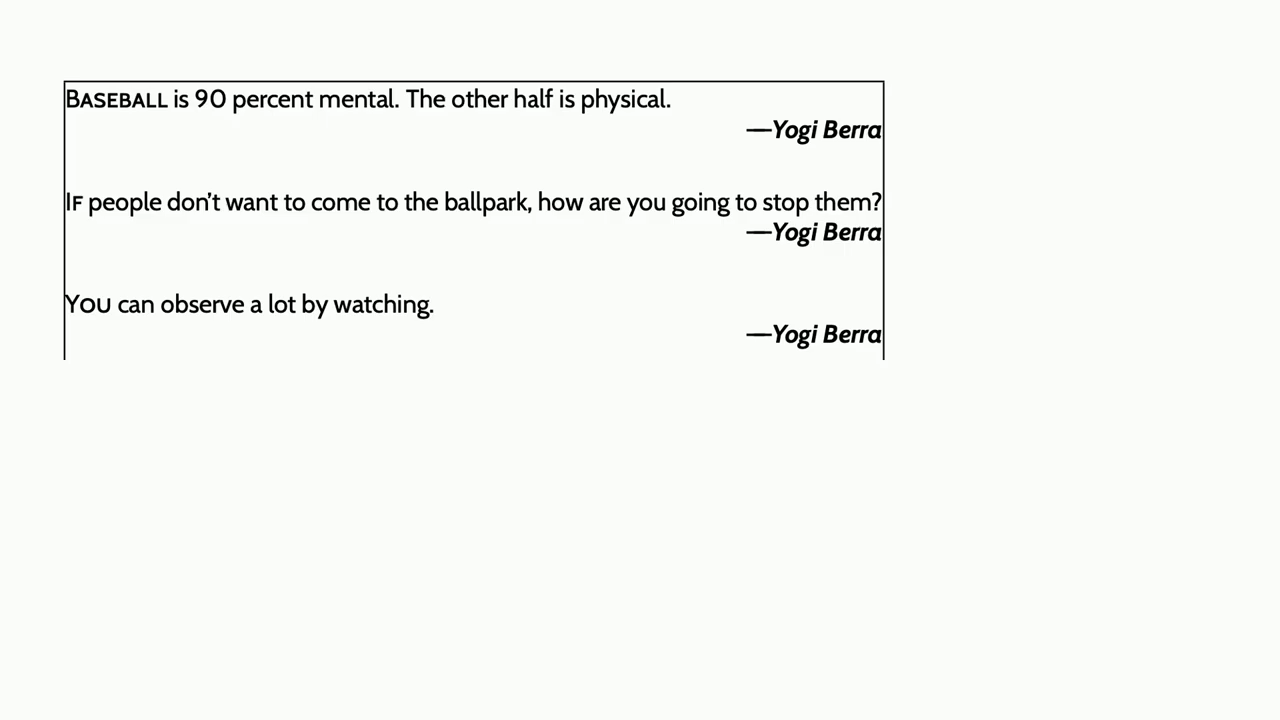 Baseball is 90 percent mental. The other half is physical.
—Yogi Berra
If people don't want to come to the ballpark, how are you going to stop them?
—Yogi Berra
You can observe a lot by watching.
—Yogi Berra